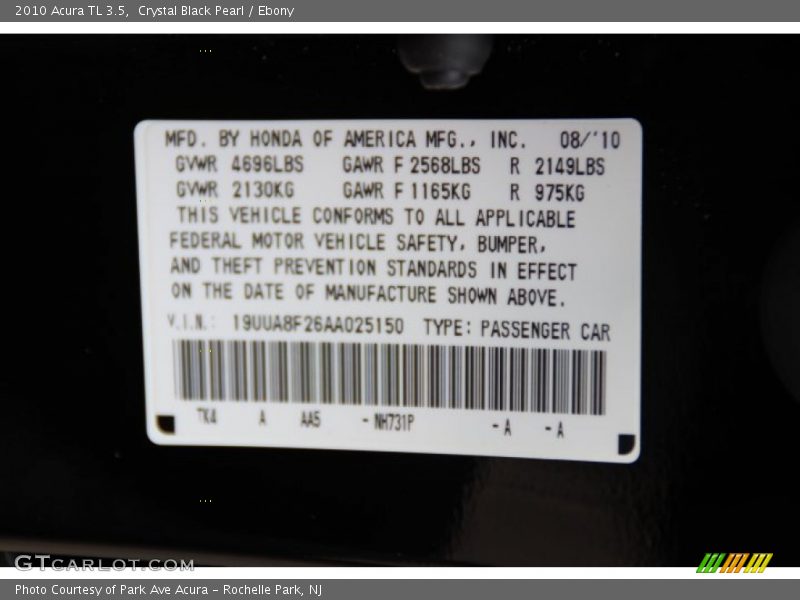 2010 Acura TL 3.5,  Crystal Black Pearl / Ebony
MFD. BY HONDA OF AMERICA MFG., INC. 08/'10
GVWR 4696LBS GAWR F 2568LBS R 2149LBS
GVWR 2130KG GAWR F 1165KG R 975KG
THIS VEHICLE CONFORMS TO ALL APPLICABLE
FEDERAL MOTOR VEHICLE SAFETY, BUMPER,
AND THEFT PREVENTION STANDARDS IN EFFECT
ON THE DATE OF MANUFACTURE SHOWN ABOVE.
V.I.N.: 19UUA8F26AA025150 TYPE: PASSENGER CAR
TK4 A AA5 - NH731P - A - A
GTCARLOT.COM
Photo Courtesy of Park Ave Acura - Rochelle Park, NJ